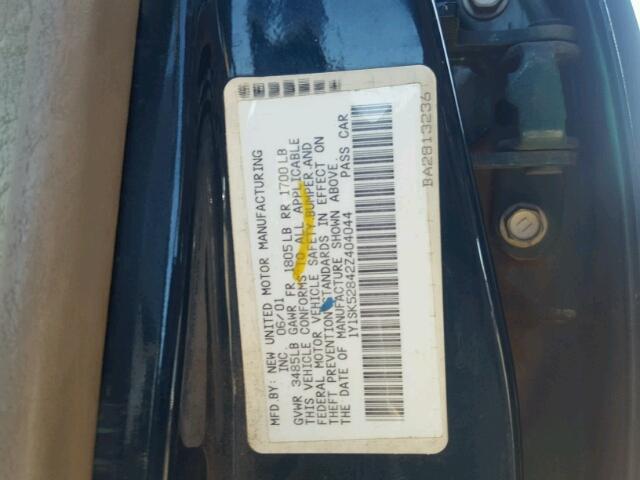 MFD BY: NEW UNITED MOTOR MANUFACTURING
INC. 06/01
GVWR 3485LB GAWR FR 1805LB RR 1700LB
THIS VEHICLE CONFORMS TO ALL APPLICABLE
FEDERAL MOTOR VEHICLE SAFETY BUMPER AND
THEFT PREVENTION STANDARDS IN EFFECT ON
THE DATE OF MANUFACTURE SHOWN ABOVE.
1Y1SK52842Z404044 PASS CAR
BA2813236